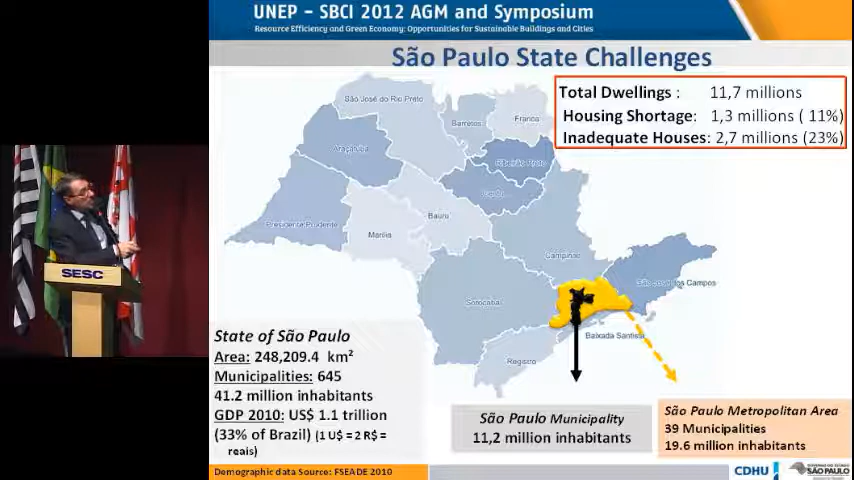 UNEP – SBCI 2012 AGM and Symposium
Resource Efficiency and Green Economy: Opportunities for Sustainable Buildings and Cities
São Paulo State Challenges
Total Dwellings : 11,7 millions
Housing Shortage: 1,3 millions ( 11%)
Inadequate Houses: 2,7 millions (23%)
São José do Rio Preto
Barretos
Franca
Araçatuba
Ribeirão Preto
Presidente Prudente
Bauru
Marília
Campinas
São José dos Campos
Sorocaba
Baixada Santista
Registro
SESC
State of São Paulo
Area: 248,209.4 km²
Municipalities: 645
41.2 million inhabitants
GDP 2010: US$ 1.1 trillion
(33% of Brazil) (1 U$ = 2 R$ =
reais)
São Paulo Municipality
11,2 million inhabitants
São Paulo Metropolitan Area
39 Municipalities
19.6 million inhabitants
Demographic data Source: FSEADE 2010
CDHU
GOVERNO DO ESTADO
SÃO PAULO